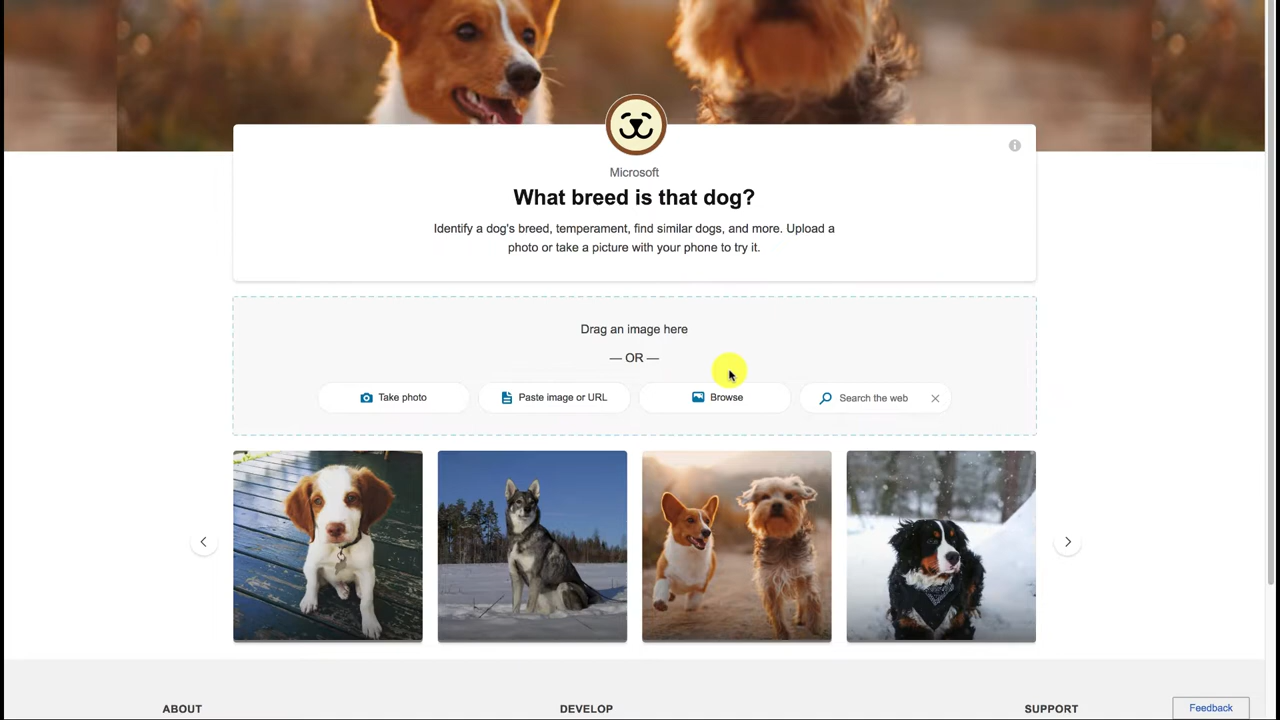 Microsoft
What breed is that dog?
Identify a dog's breed, temperament, find similar dogs, and more. Upload a
photo or take a picture with your phone to try it.
Drag an image here
— OR —
Take photo
Paste image or URL
Browse
Search the web
ABOUT
DEVELOP
SUPPORT
Feedback